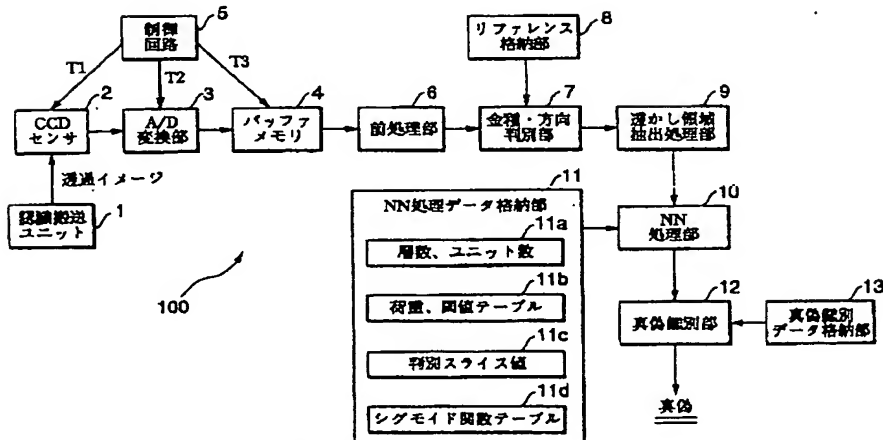 5
制御
回路
T1
T2
T3
2
CCD
センサ
3
A/D
変換部
4
バッファ
メモリ
6
前処理部
リファレンス
格納部
8
7
金種・方向
判別部
9
透かし領域
抽出処理部
透過イメージ
認識搬送
ユニット
1
100
11
NN処理データ格納部
11a
層数、ユニット数
11b
荷重、閾値テーブル
11c
判別スライス値
11d
シグモイド関数テーブル
10
NN
処理部
12
真偽鑑別部
13
真偽鑑別
データ格納部
真偽